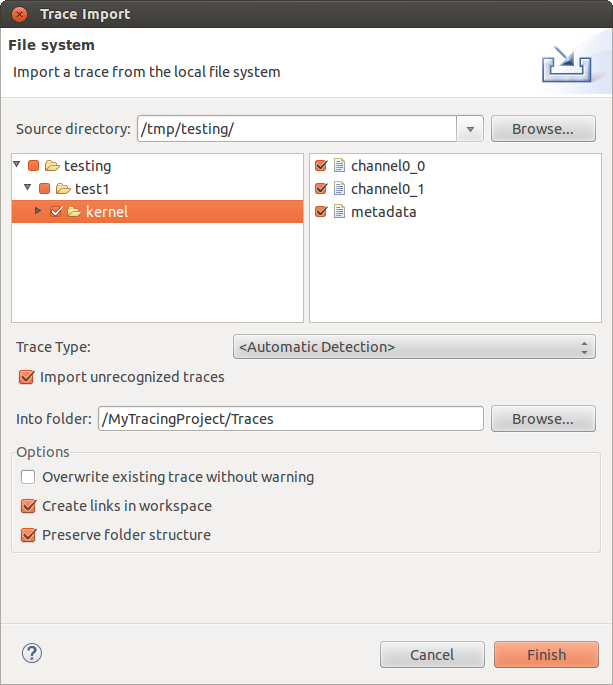 Trace Import
File system
Import a trace from the local file system
Source directory: /tmp/testing/ Browse...
testing
test1
kernel
channel0_0
channel0_1
metadata
Trace Type: <Automatic Detection>
Import unrecognized traces
Into folder: /MyTracingProject/Traces Browse...
Options
Overwrite existing trace without warning
Create links in workspace
Preserve folder structure
? Cancel Finish